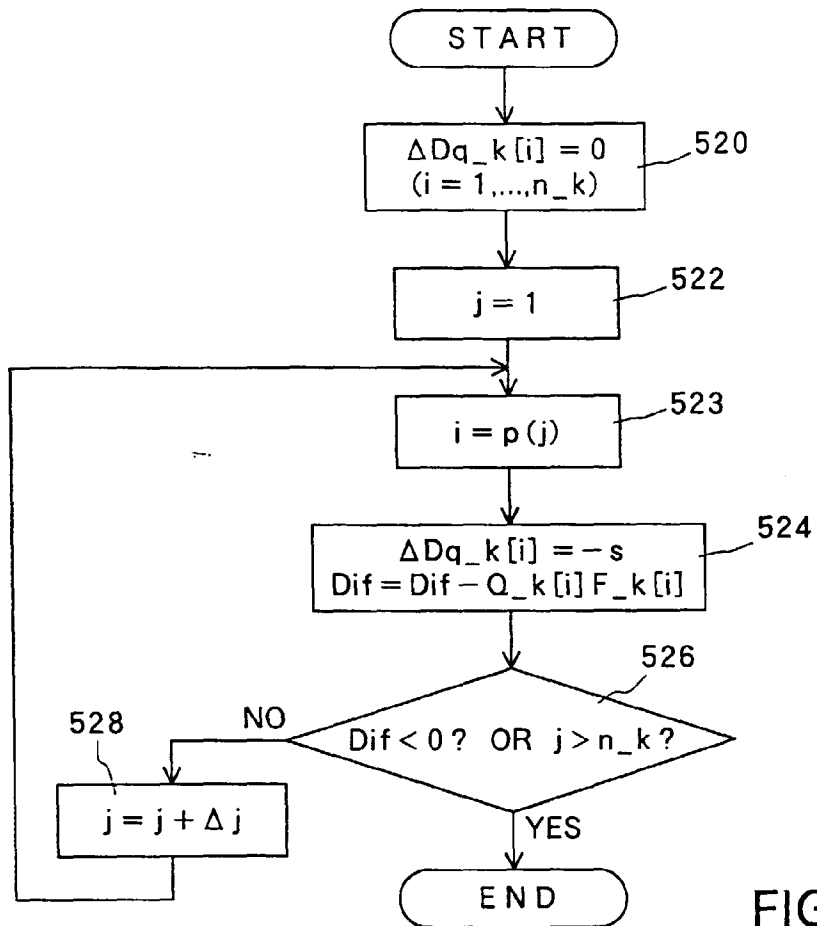 START
ΔDq_k[i] = 0
(i = 1,...,n_k)
520
j = 1
522
i = p(j)
523
ΔDq_k[i] = -s
Dif = Dif - Q_k[i] F_k[i]
524
526
Dif < 0? OR j > n_k?
NO
528
j = j + Δj
YES
END
FIG